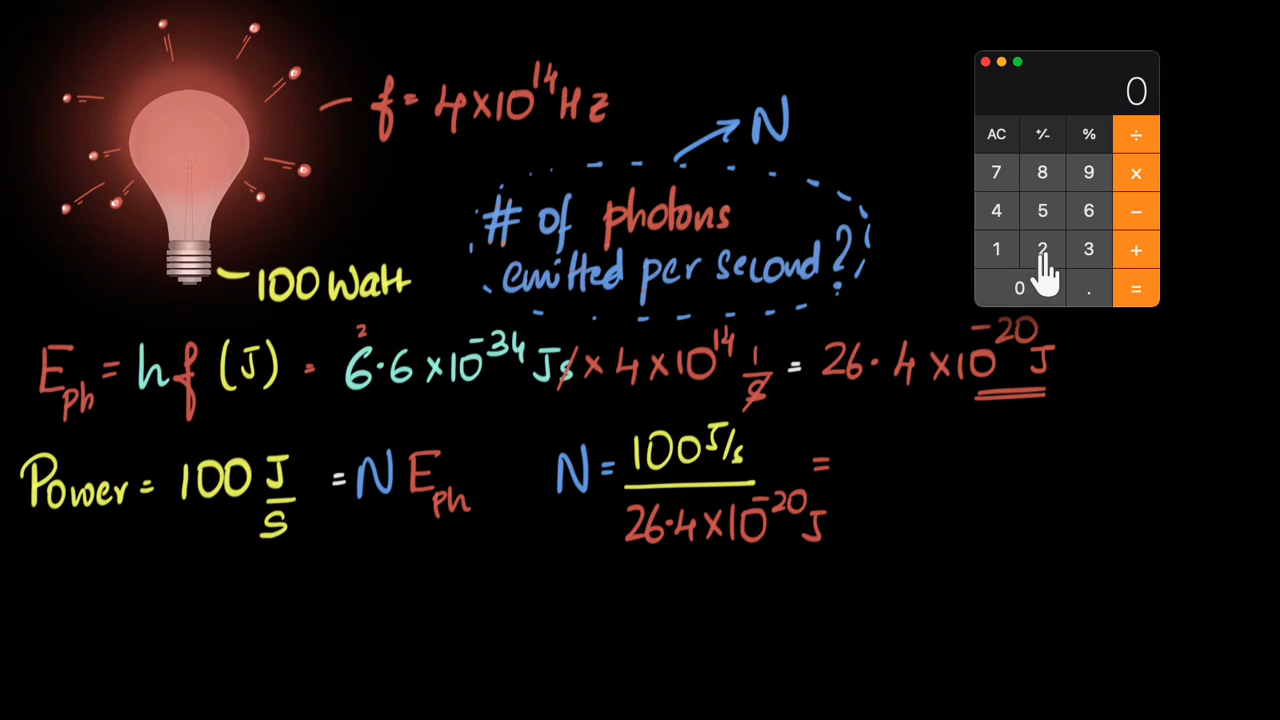 f = 4×10¹⁴ Hz
N
# of photons
emitted per second?
100 Watt
E_ph = hf (J) = 6.6 ×10⁻³⁴ Js × 4 ×10¹⁴ 1/s = 26.4 ×10⁻²⁰ J
2
Power = 100 J/s = N E_ph
N = 100 J/s / 26.4×10⁻²⁰ J =
0
AC +/- % ÷
7 8 9 ×
4 5 6 −
1 2 3 +
0 . =